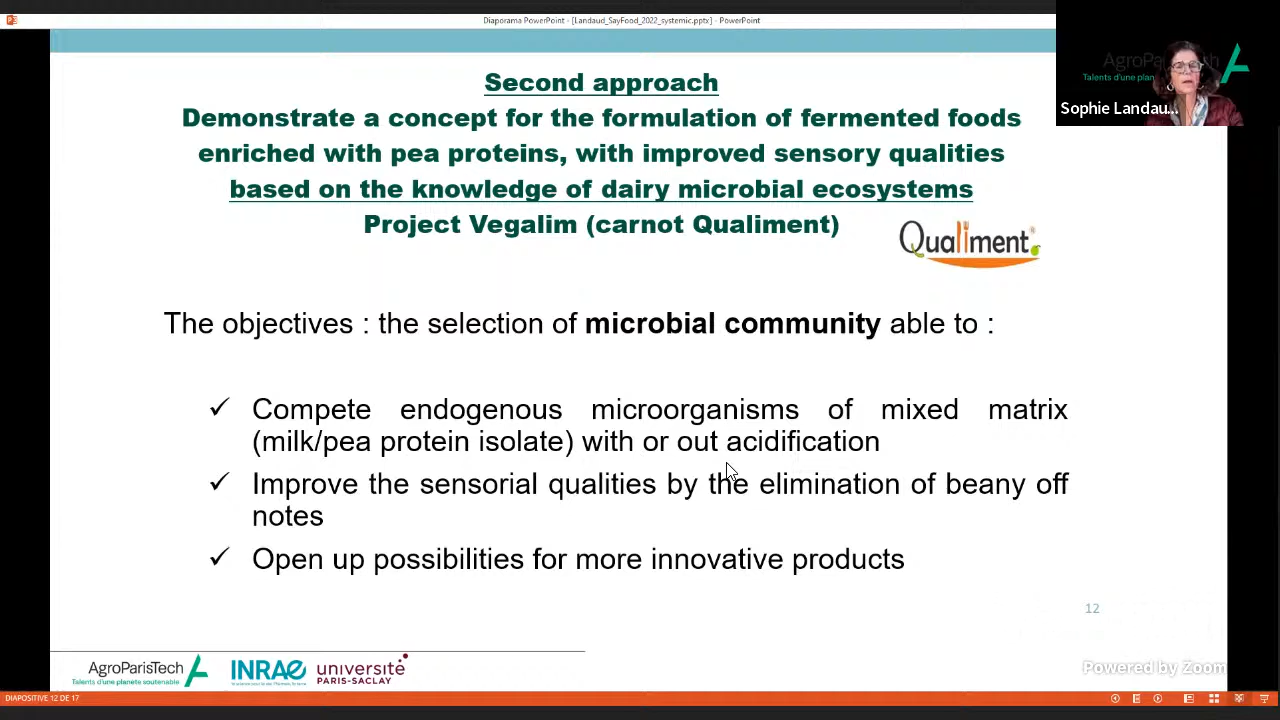 Diaporama PowerPoint - [Landaud_SayFood_2022_systemic.pptx] - PowerPoint
AgroPa
Talents d'une plan
Sophie Landau...
Second approach
Demonstrate a concept for the formulation of fermented foods
enriched with pea proteins, with improved sensory qualities
based on the knowledge of dairy microbial ecosystems
Project Vegalim (carnot Qualiment)
Qualiment
The objectives : the selection of microbial community able to :
✓ Compete endogenous microorganisms of mixed matrix
(milk/pea protein isolate) with or out acidification
✓ Improve the sensorial qualities by the elimination of beany off
notes
✓ Open up possibilities for more innovative products
12
AgroParisTech
Talents d'une planète soutenable
INRAE
université
PARIS-SACLAY
Powered by Zoom
DIAPOSITIVE 12 DE 17